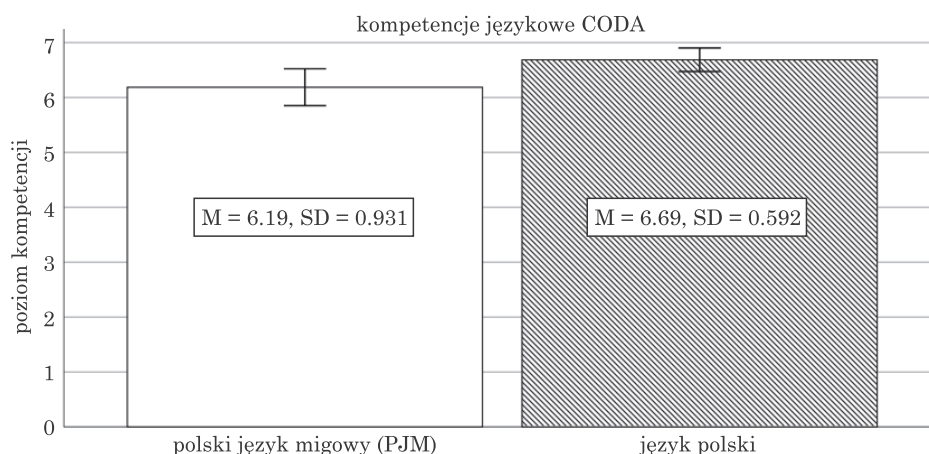 kompetencje językowe CODA
poziom kompetencji
7
6
5
4
3
2
1
0
M = 6.19, SD = 0.931
M = 6.69, SD = 0.592
polski język migowy (PJM)
język polski